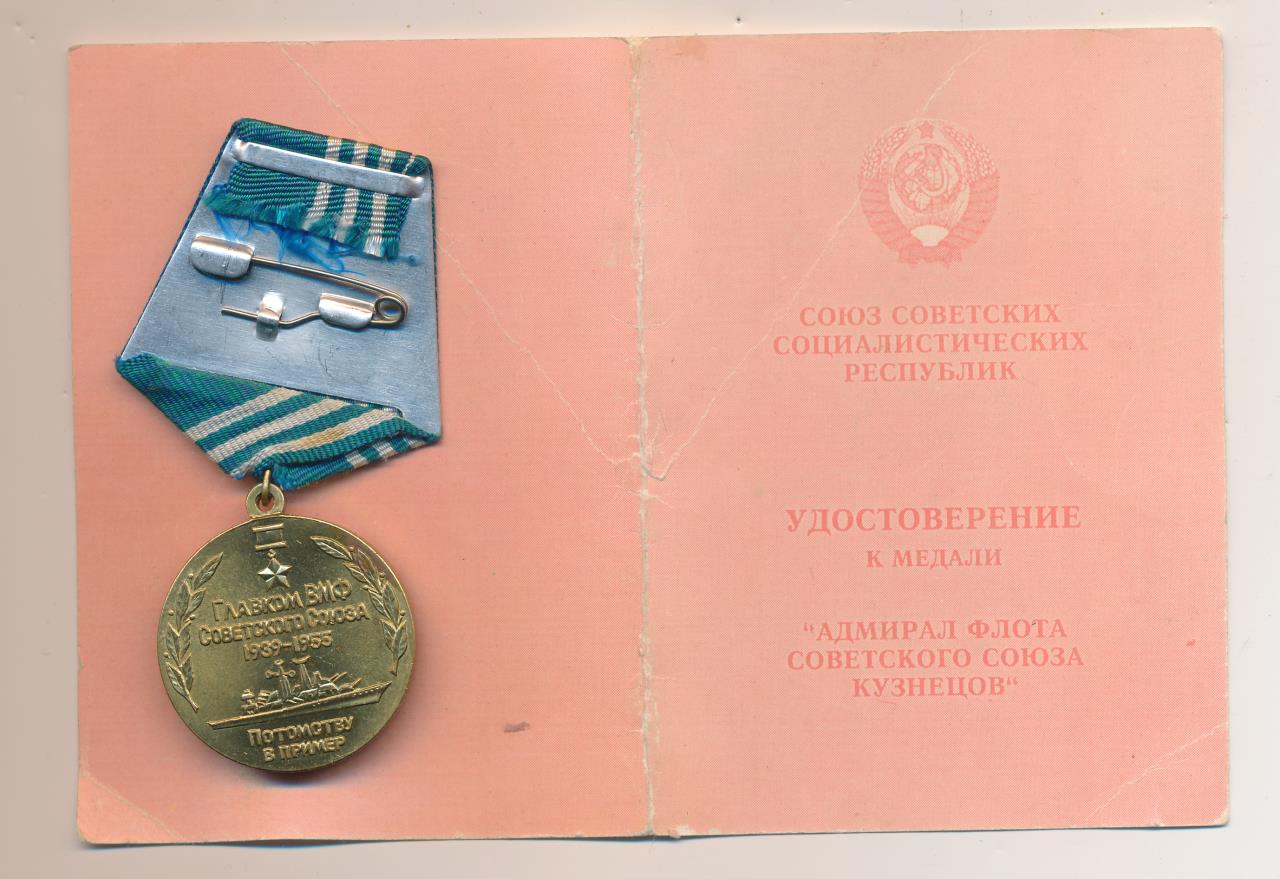 ГЛАВКОМ ВМФ
СОВЕТСКОГО СОЮЗА
1939-1955
ПОТОМСТВУ
В ПРИМЕР
СОЮЗ СОВЕТСКИХ
СОЦИАЛИСТИЧЕСКИХ
РЕСПУБЛИК
УДОСТОВЕРЕНИЕ
К МЕДАЛИ
“АДМИРАЛ ФЛОТА
СОВЕТСКОГО СОЮЗА
КУЗНЕЦОВ“